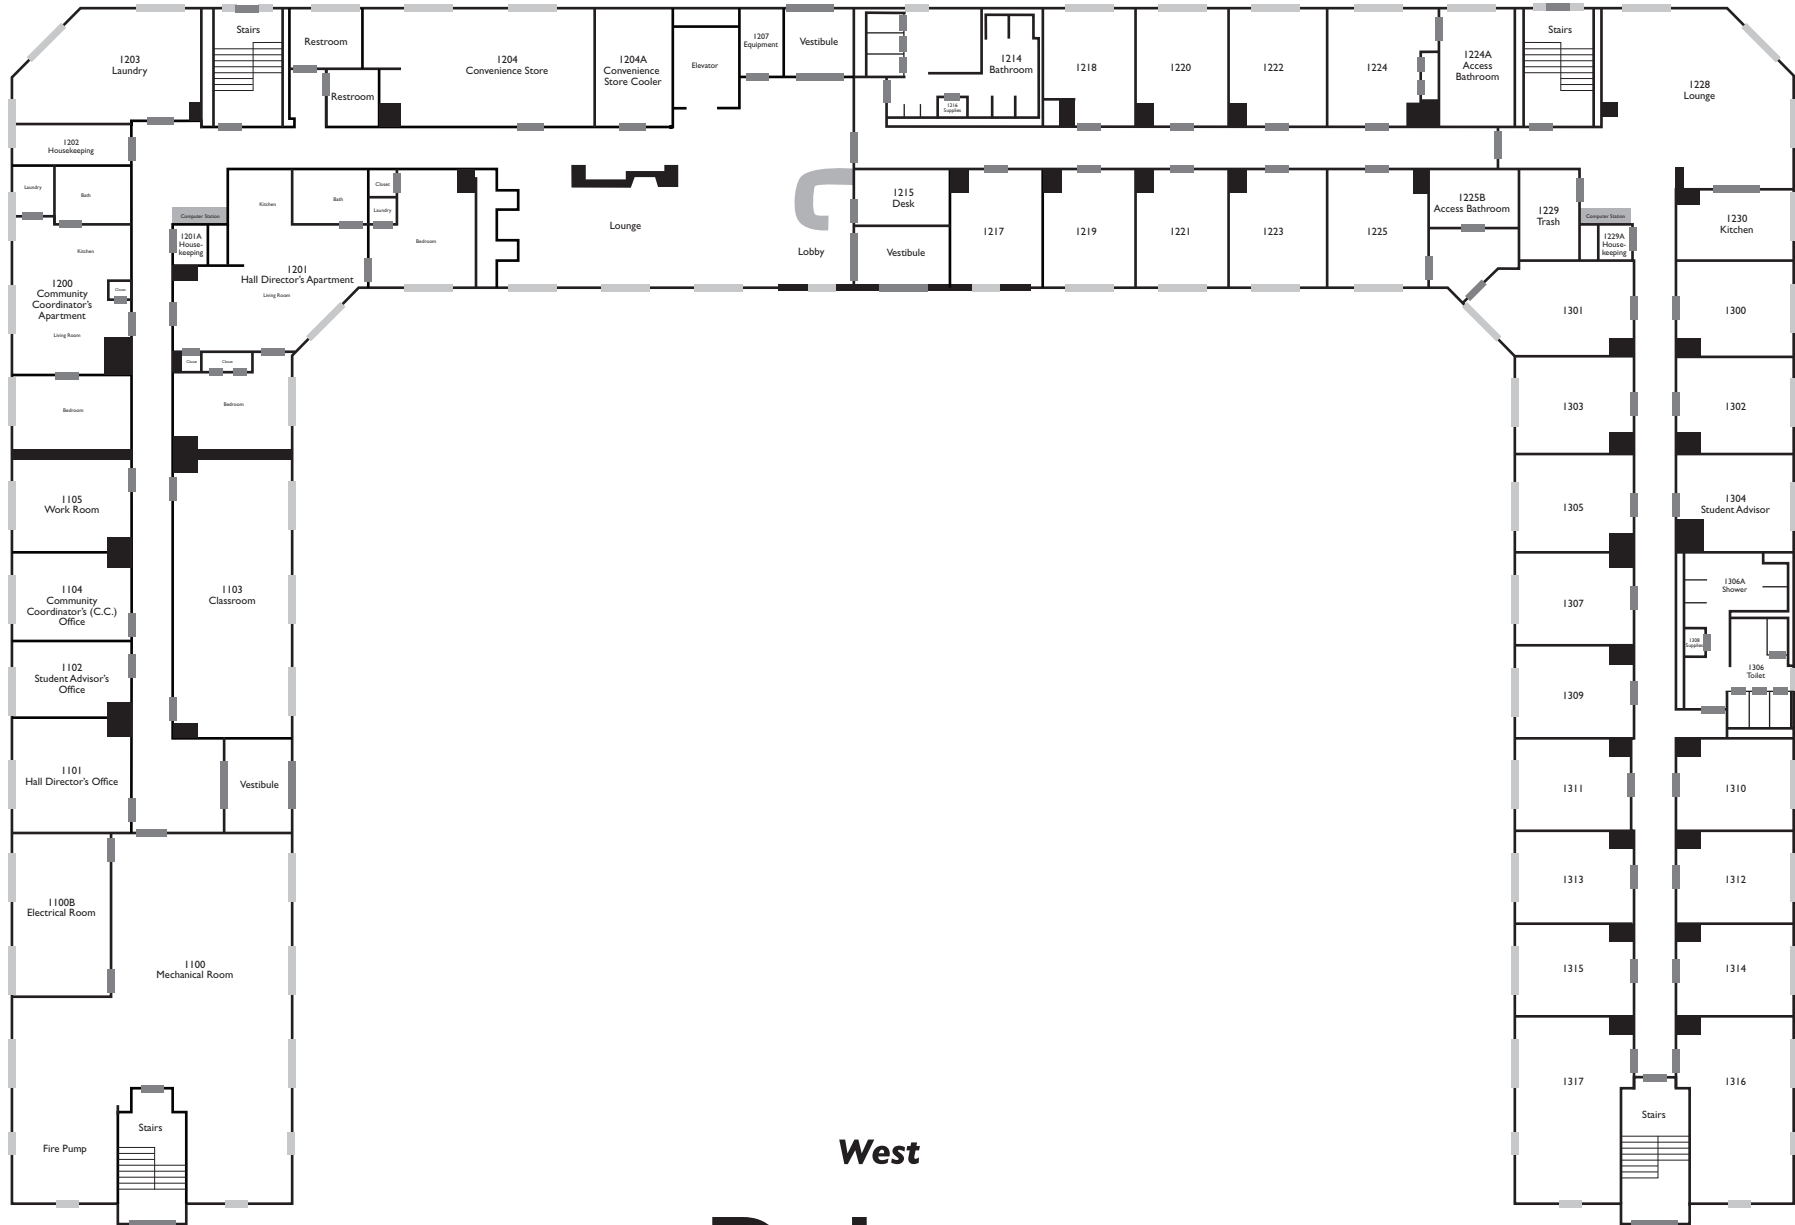 1203
Laundry
Stairs
Restroom
Restroom
1204
Convenience Store
1204A
Convenience
Store Cooler
Elevator
1207
Equipment
Vestibule
1214
Bathroom
1216
Supplies
1218
1220
1222
1224
1224A
Access
Bathroom
Stairs
1228
Lounge
1202
Housekeeping
Laundry
Bath
Kitchen
1200
Community
Coordinator's
Apartment
Closet
Living Room
Bedroom
Computer Station
1201A
House-
keeping
Kitchen
Bath
Closet
Laundry
Bedroom
1201
Hall Director's Apartment
Living Room
Closet
Closet
Bedroom
Lounge
Lobby
1215
Desk
Vestibule
1217
1219
1221
1223
1225
1225B
Access Bathroom
1229
Trash
Computer Station
1229A
House-
keeping
1230
Kitchen
1105
Work Room
1104
Community
Coordinator's (C.C.)
Office
1102
Student Advisor's
Office
1101
Hall Director's Office
1103
Classroom
Vestibule
1100B
Electrical Room
1100
Mechanical Room
Fire Pump
Stairs
1301
1300
1303
1302
1305
1304
Student Advisor
1307
1306A
Shower
1308
Supplies
1306
Toilet
1309
1311
1310
1313
1312
1315
1314
1317
1316
Stairs
West